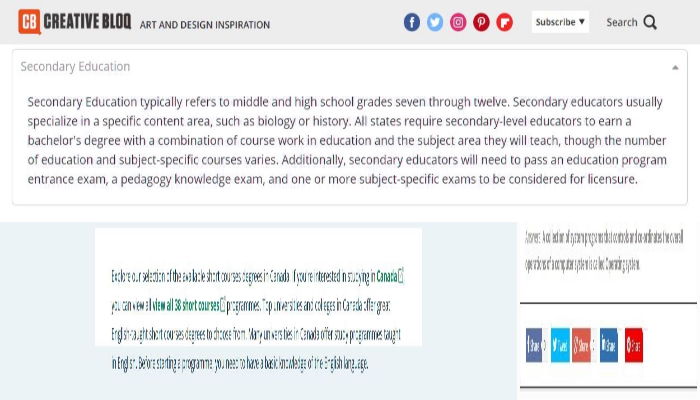 CB CREATIVE BLOQ ART AND DESIGN INSPIRATION Subscribe ▼ Search
Secondary Education
Secondary Education typically refers to middle and high school grades seven through twelve. Secondary educators usually
specialize in a specific content area, such as biology or history. All states require secondary-level educators to earn a
bachelor's degree with a combination of course work in education and the subject area they will teach, though the number
of education and subject-specific courses varies. Additionally, secondary educators will need to pass an education program
entrance exam, a pedagogy knowledge exam, and one or more subject-specific exams to be considered for licensure.
Explore our selection of the available short courses degrees in Canada. If you're interested in studying in Canada
you can view all view all 38 short courses programmes. Top universities and colleges in Canada offer great
English-taught short courses degrees to choose from. Many universities in Canada offer study programmes taught
in English. Before starting a programme you need to have a basic knowledge of the English language.
Answer: A collection of system programs that controls and co-ordinates the overall
operations of a computer system is called Operating system.
Share Tweet Share Share Share